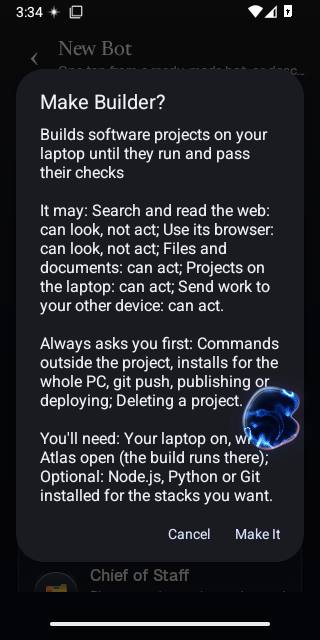 3:34
New Bot
Make Builder?
Builds software projects on your
laptop until they run and pass
their checks
It may: Search and read the web:
can look, not act; Use its browser:
can look, not act; Files and
documents: can act; Projects on
the laptop: can act; Send work to
your other device: can act.
Always asks you first: Commands
outside the project, installs for the
whole PC, git push, publishing or
deploying; Deleting a project.
You'll need: Your laptop on,
Atlas open (the build runs there);
Optional: Node.js, Python or Git
installed for the stacks you want.
Cancel
Make It
Chief of Staff